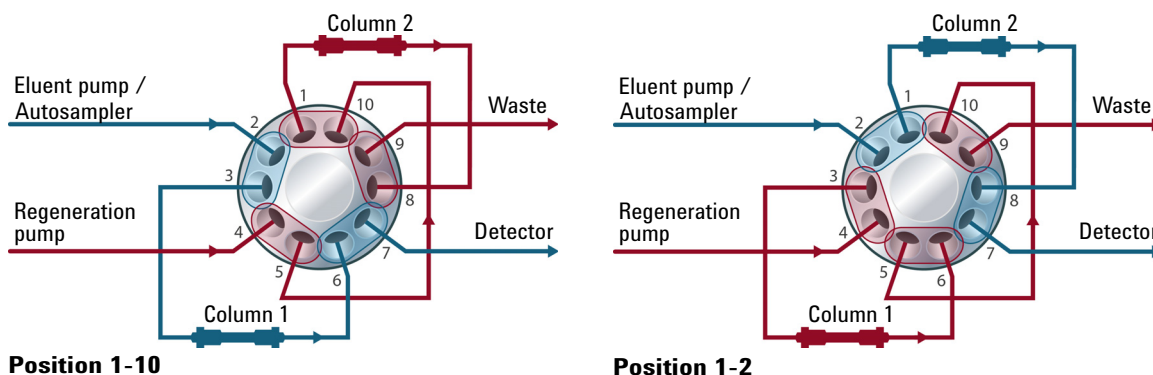 Column 2
Eluent pump /
Autosampler
1
10
Waste
2
9
3
8
Regeneration
pump
4
7
Detector
5
6
Column 1
Position 1-10
Column 2
Eluent pump /
Autosampler
1
10
Waste
2
9
3
8
Regeneration
pump
4
7
Detector
5
6
Column 1
Position 1-2